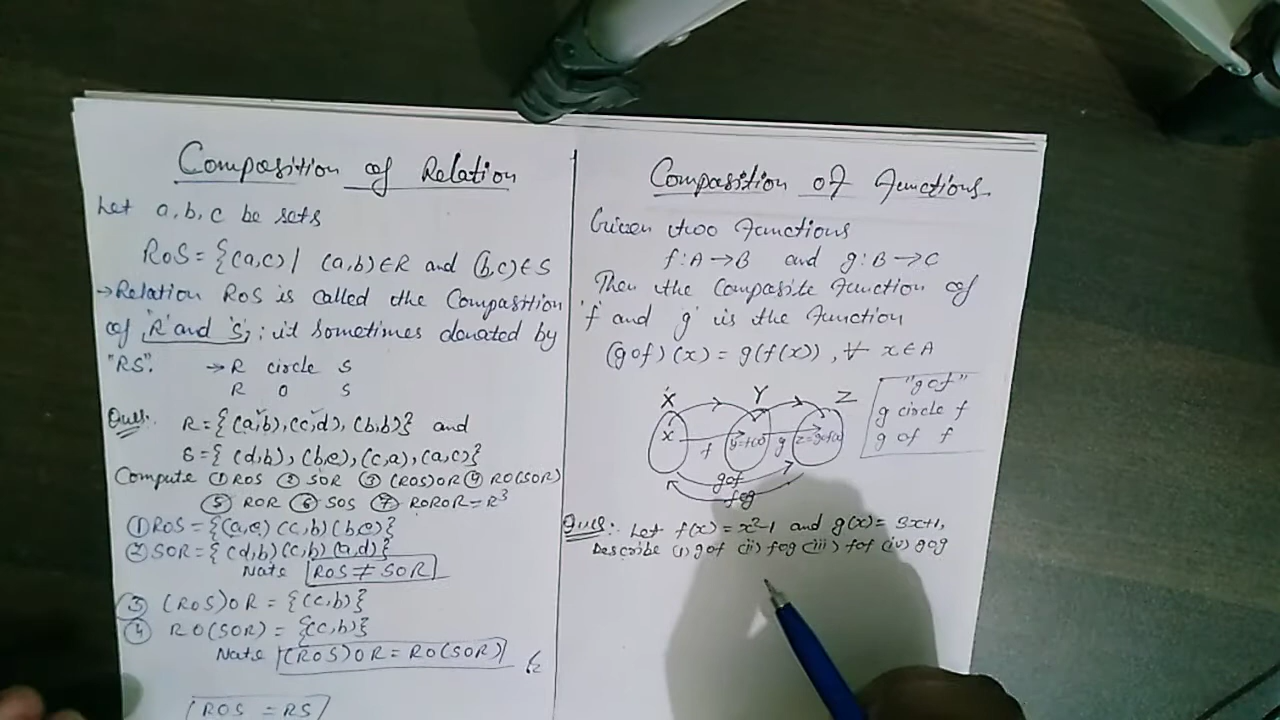 Composition of Relation
Let a,b,c be sets
ROS = {(a,c) | (a,b)∈R and (b,c)∈S
→Relation ROS is called the Composition
of 'R' and 'S'; it sometimes donated by
"RS". → R circle S
R O S
Ques: R = {(a,b),(c,d),(b,b)} and
S = {(d,b),(b,e),(c,a),(a,c)}
Compute ① ROS ② SOR ③ (ROS)OR ④ RO(SOR)
⑤ ROR ⑥ SOS ⑦ ROROR = R³
① ROS = {(a,e)(c,b)(b,e)}
② SOR = {(d,b)(c,b)(a,d)}
Note ROS ≠ SOR
③ (ROS)OR = {(c,b)}
④ RO(SOR) = {(c,b)}
Note (ROS)OR = RO(SOR)
ROS = RS
Composition of Functions
Given two Functions
f:A→B and g:B→C
Then the Composite Function of
'f' and 'g' is the Function
(gof)(x) = g(f(x)), ∀ x∈A
X Y Z
x f y=f(x) g
gof
fog
"gof"
g circle f
g of f
Ques: Let f(x) = x²-1 and g(x) = 3x+1,
Describe (i) gof (ii) fog (iii) fof (iv) gog